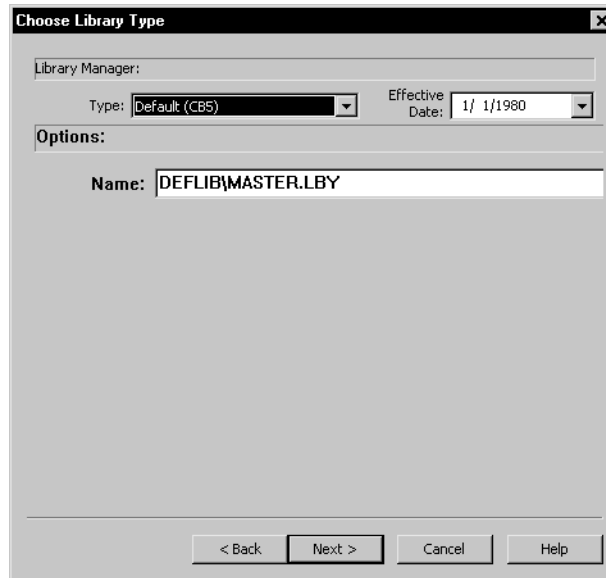 Choose Library Type
Library Manager:
Type: Default (CB5) Effective Date: 1/ 1/1980
Options:
Name: DEFLIB\MASTER.LBY
< Back Next > Cancel Help